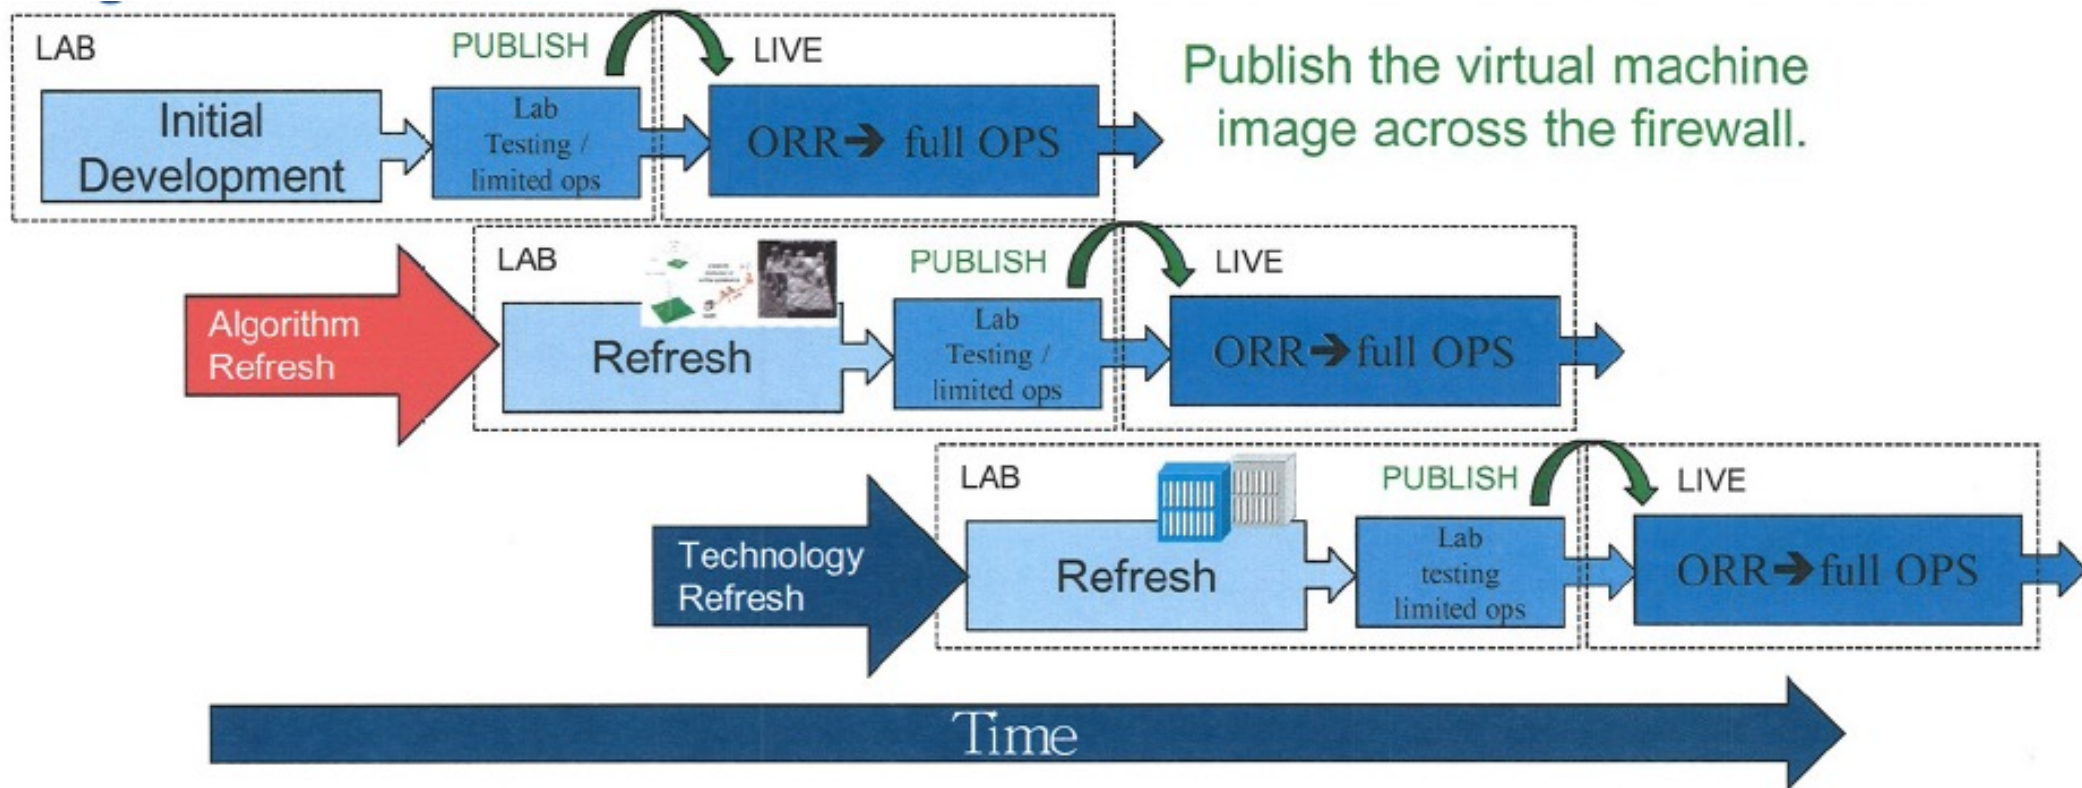 LAB
PUBLISH
LIVE
Initial
Development
Lab
Testing /
limited ops
ORR➔ full OPS
Publish the virtual machine
image across the firewall.
Algorithm
Refresh
LAB
PUBLISH
LIVE
Refresh
Lab
Testing /
limited ops
ORR➔full OPS
Technology
Refresh
LAB
PUBLISH
LIVE
Refresh
Lab
testing
limited ops
ORR➔full OPS
Time